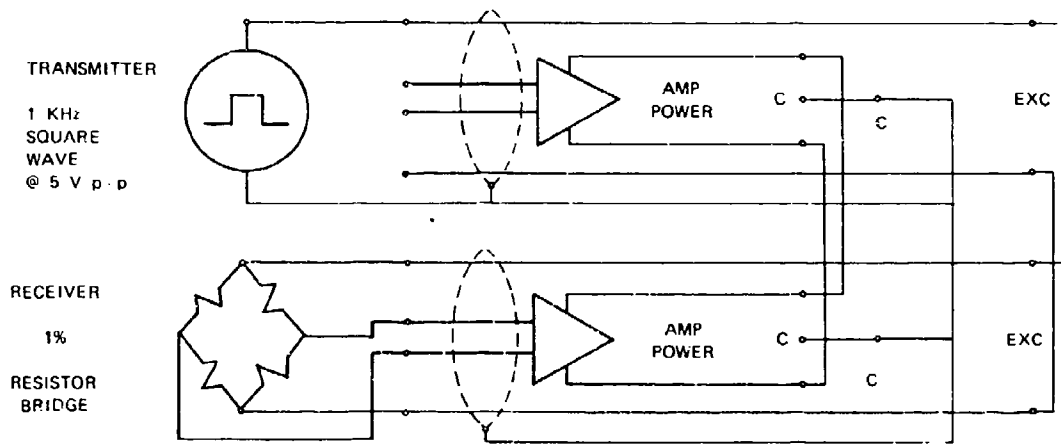 TRANSMITTER
1 KHz
SQUARE
WAVE
@ 5 V p-p
AMP
POWER
C
C
EXC
RECEIVER
1%
RESISTOR
BRIDGE
AMP
POWER
C
C
EXC